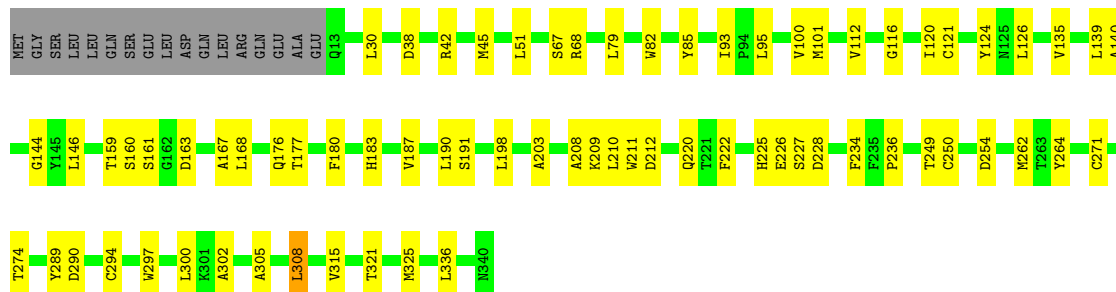 MET GLY SER LEU LEU GLN SER GLU LEU ASP GLN LEU ARG GLN GLU ALA GLU Q13 L30 D38 R42 M45 L51 S67 R68 L79 W82 Y85 I93 P94 L95 V100 M101 V112 G116 I120 C121 Y124 N125 L126 V135 L139 A140
G144 Y145 L146 T159 S160 S161 G162 D163 A167 L168 Q176 T177 F180 H183 V187 L190 S191 L198 A203 A208 K209 L210 W211 D212 Q220 T221 F222 H225 E226 S227 D228 F234 F235 P236 T249 C250 D254 M262 T263 Y264 C271
T274 Y289 D290 C294 W297 L300 K301 A302 A305 L308 V315 T321 M325 L336 N340